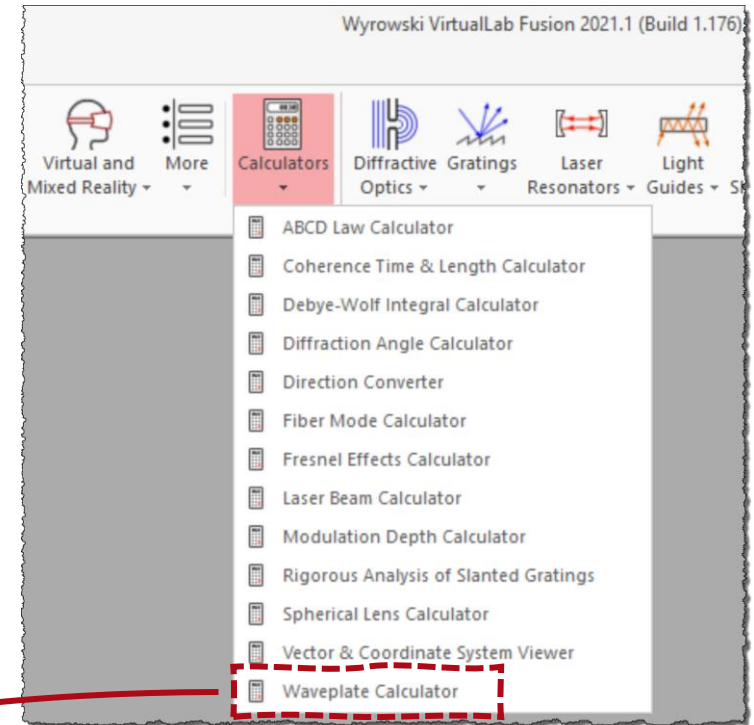 Wyrowski VirtualLab Fusion 2021.1 (Build 1.176)
Virtual and Mixed Reality
More
Calculators
Diffractive Optics
Gratings
Laser Resonators
Light Guides
ABCD Law Calculator
Coherence Time & Length Calculator
Debye-Wolf Integral Calculator
Diffraction Angle Calculator
Direction Converter
Fiber Mode Calculator
Fresnel Effects Calculator
Laser Beam Calculator
Modulation Depth Calculator
Rigorous Analysis of Slanted Gratings
Spherical Lens Calculator
Vector & Coordinate System Viewer
Waveplate Calculator